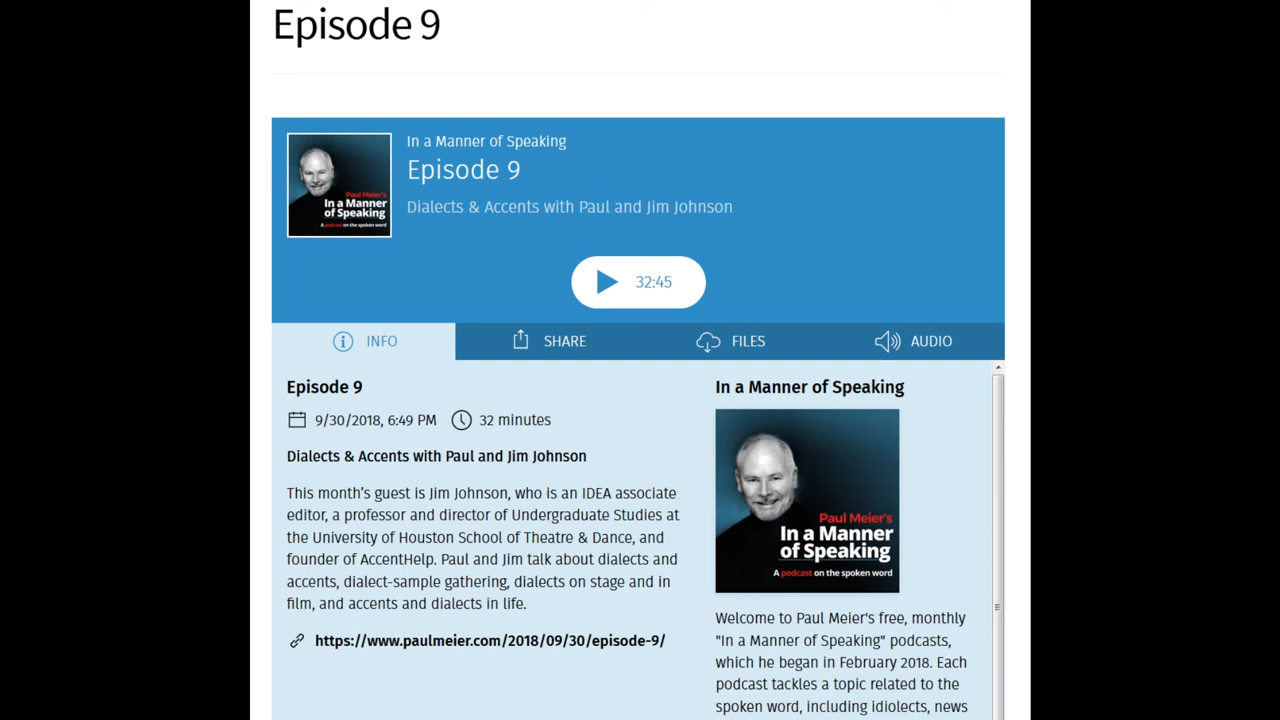 Episode 9
Paul Meier's
In a Manner
of Speaking
A podcast on the spoken word
In a Manner of Speaking
Episode 9
Dialects & Accents with Paul and Jim Johnson
32:45
INFO
SHARE
FILES
AUDIO
Episode 9
9/30/2018, 6:49 PM
32 minutes
Dialects & Accents with Paul and Jim Johnson
This month’s guest is Jim Johnson, who is an IDEA associate
editor, a professor and director of Undergraduate Studies at
the University of Houston School of Theatre & Dance, and
founder of AccentHelp. Paul and Jim talk about dialects and
accents, dialect-sample gathering, dialects on stage and in
film, and accents and dialects in life.
https://www.paulmeier.com/2018/09/30/episode-9/
In a Manner of Speaking
Paul Meier's
In a Manner
of Speaking
A podcast on the spoken word
Welcome to Paul Meier's free, monthly
"In a Manner of Speaking" podcasts,
which he began in February 2018. Each
podcast tackles a topic related to the
spoken word, including idiolects, news